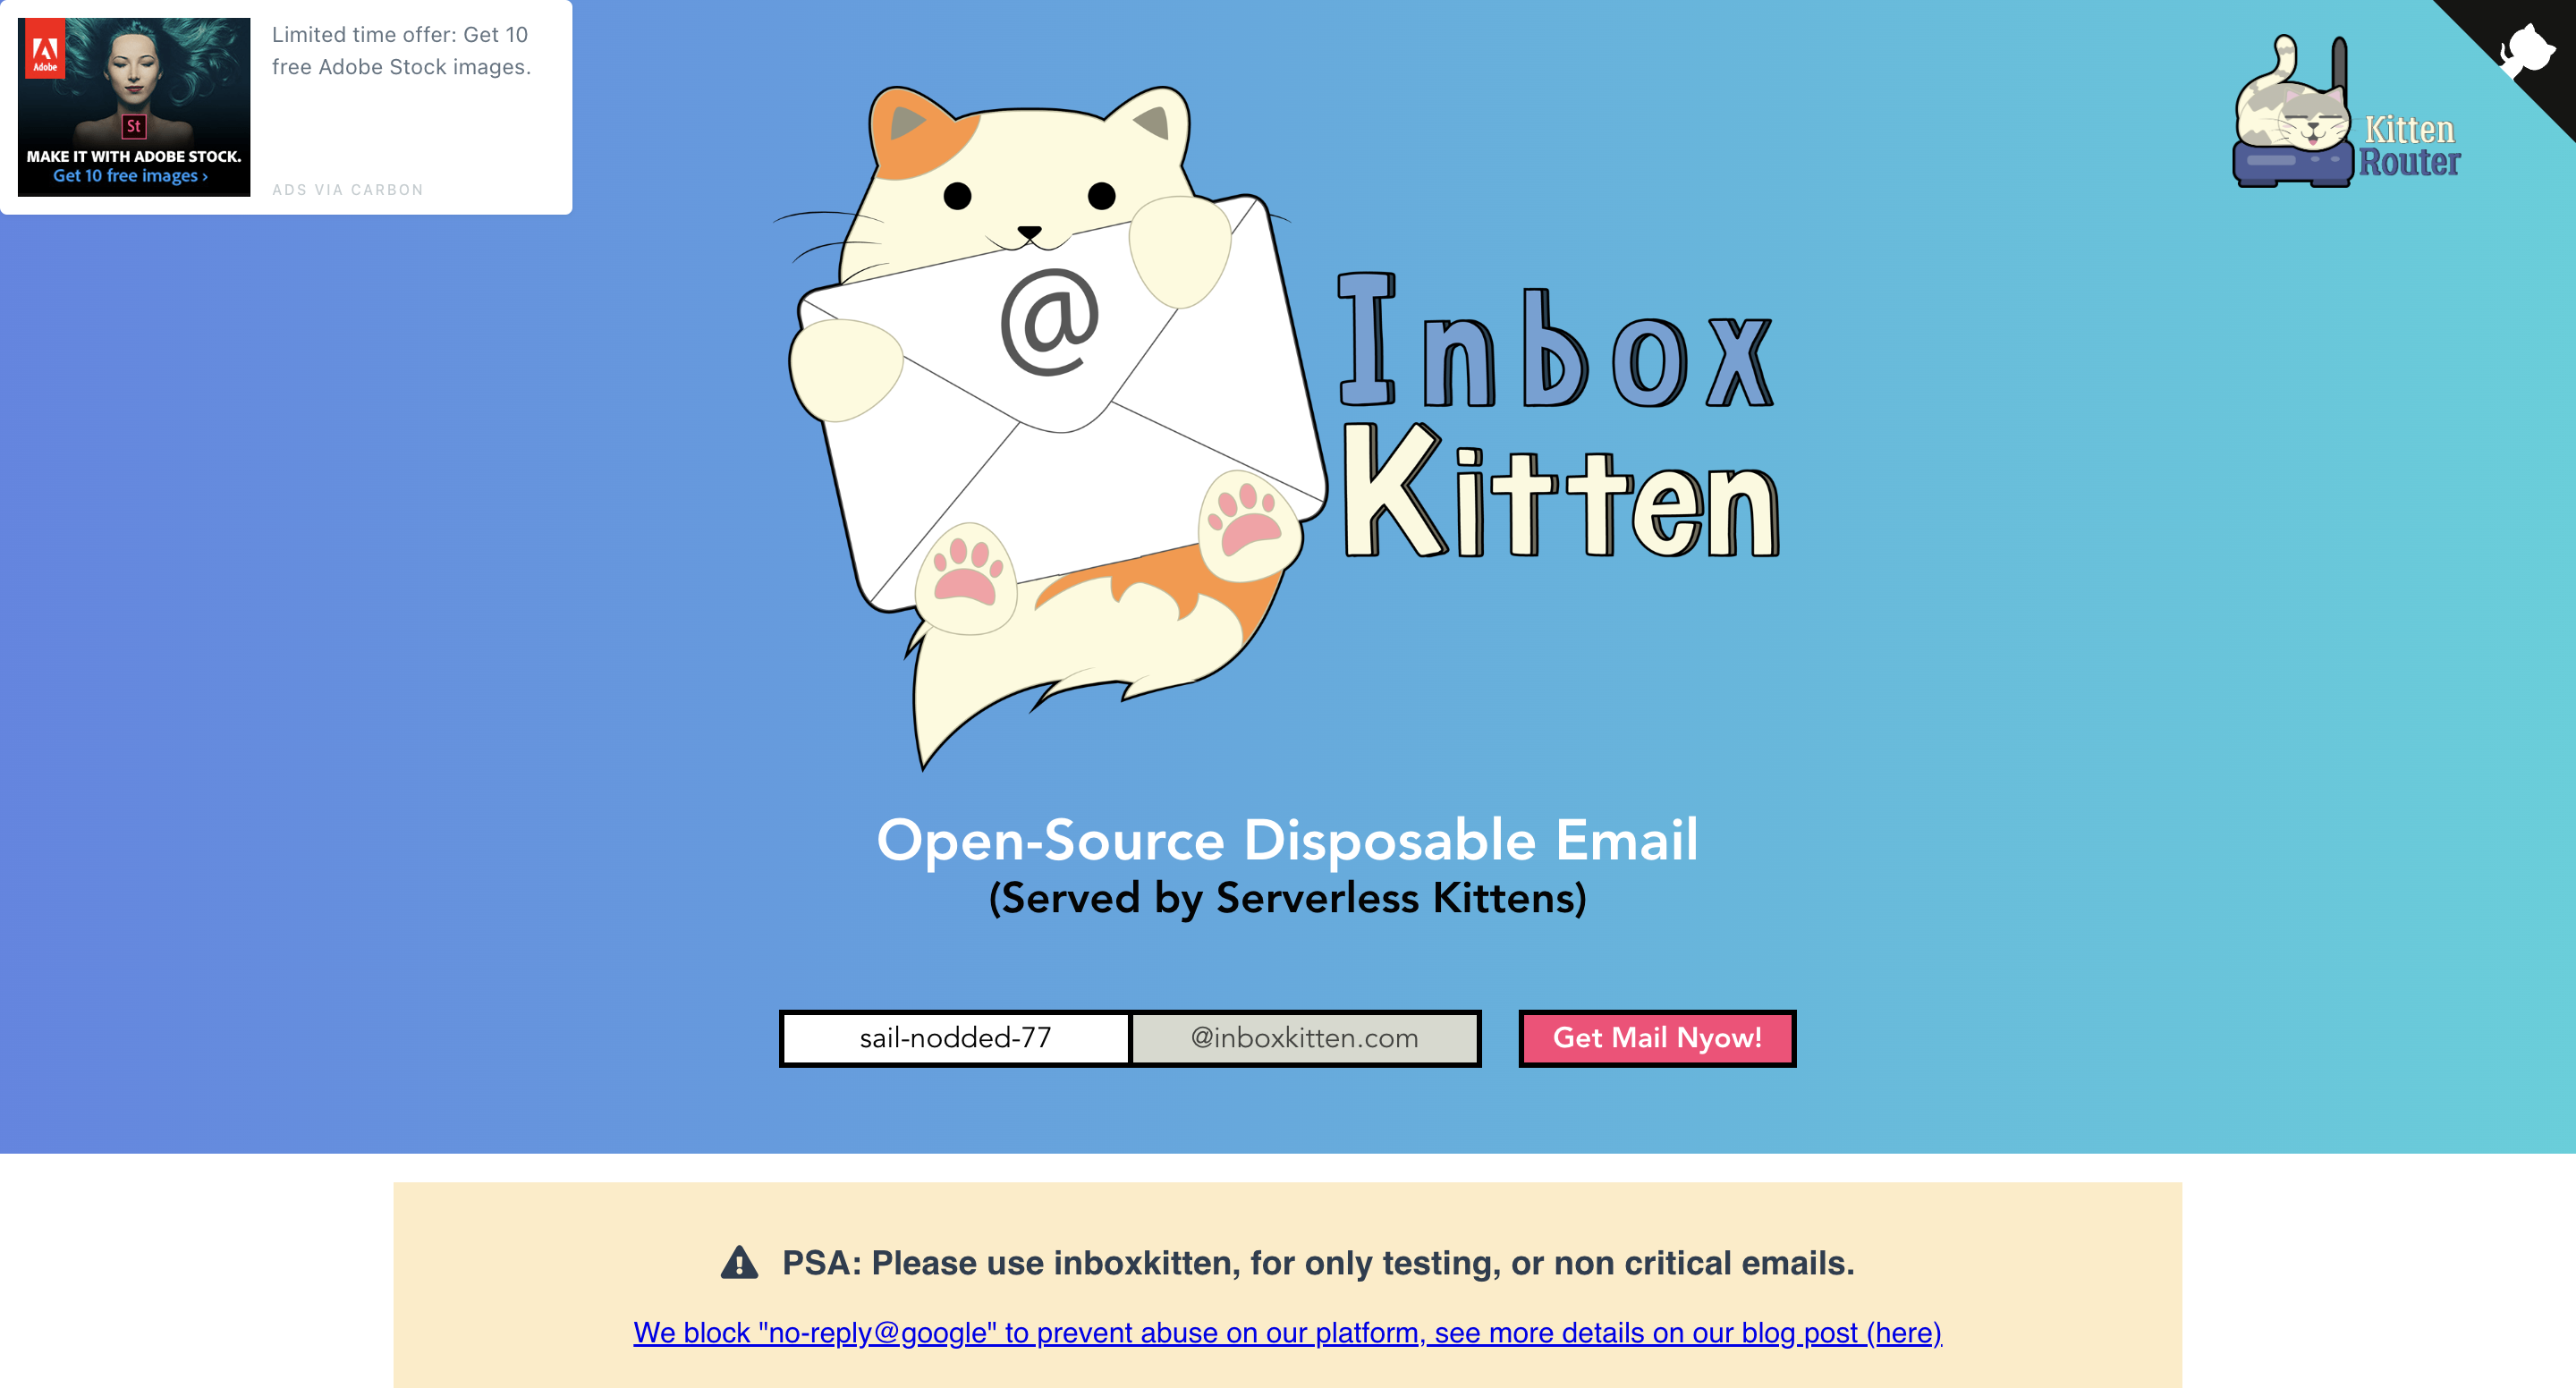 Adobe
St
MAKE IT WITH ADOBE STOCK.
Get 10 free images ›
Limited time offer: Get 10
free Adobe Stock images.
ADS VIA CARBON
Kitten
Router
@
Inbox
Kitten
Open-Source Disposable Email
(Served by Serverless Kittens)
sail-nodded-77
@inboxkitten.com
Get Mail Nyow!
PSA: Please use inboxkitten, for only testing, or non critical emails.
We block "no-reply@google" to prevent abuse on our platform, see more details on our blog post (here)